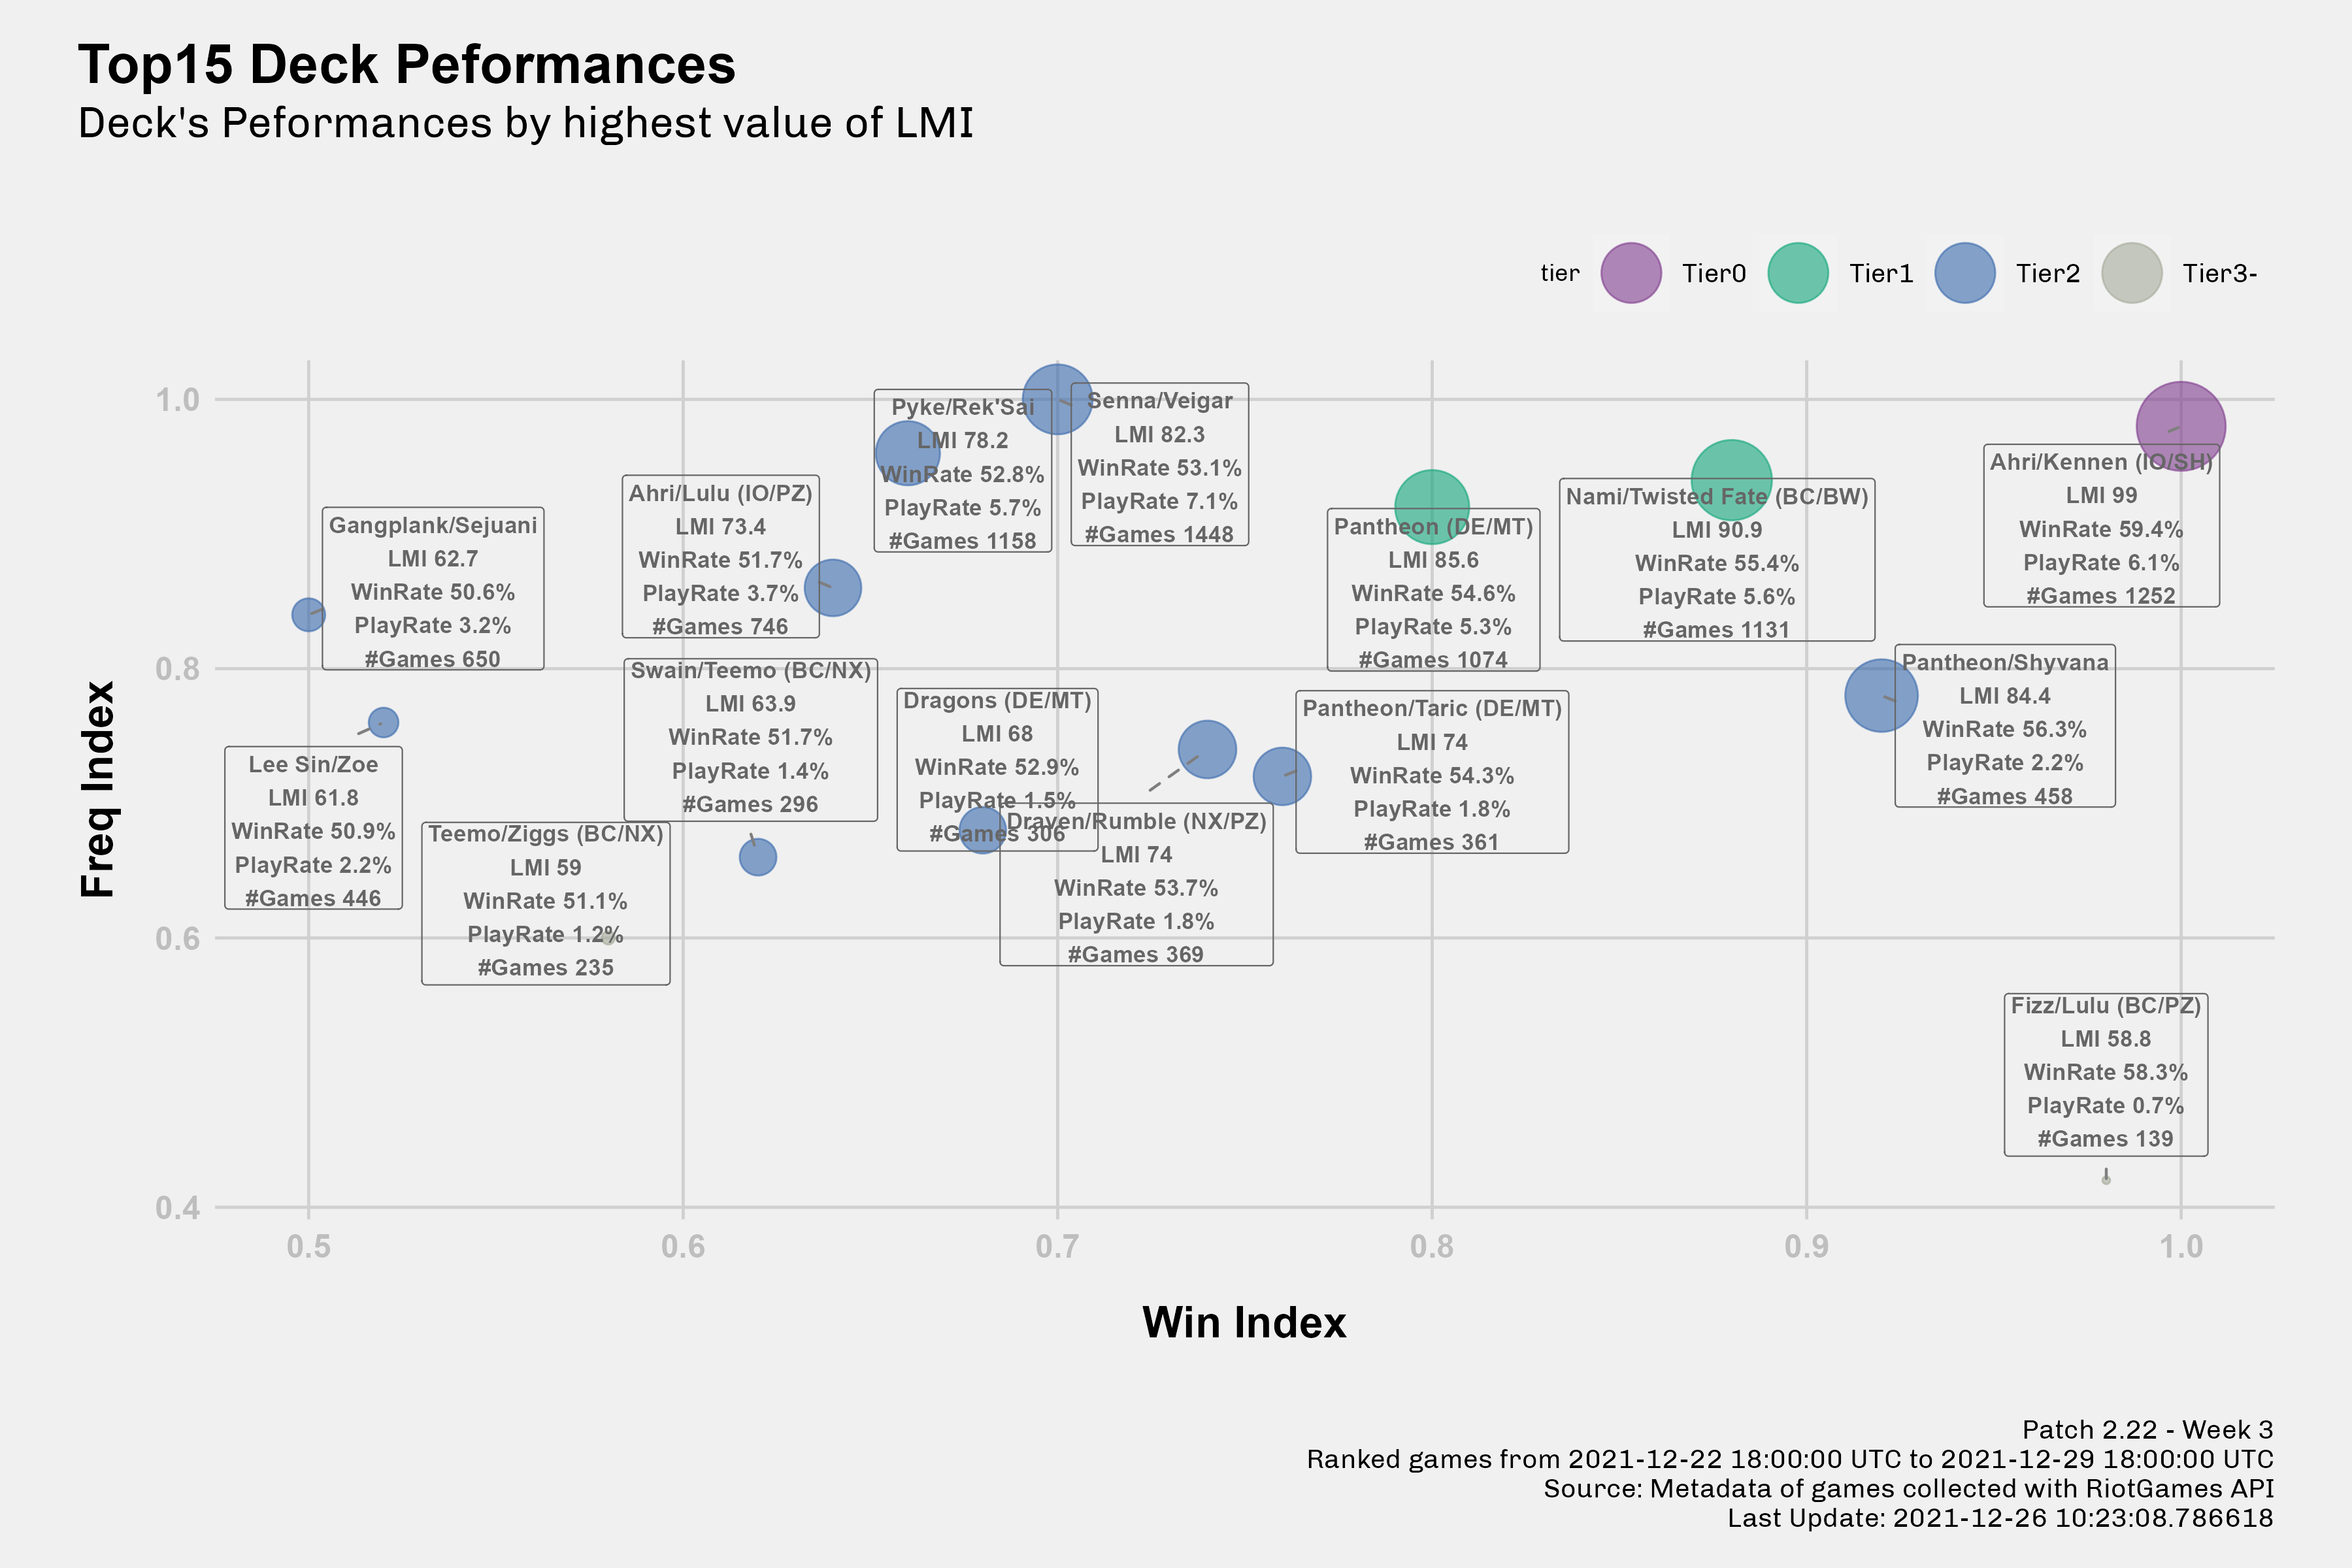 Top15 Deck Peformances
Deck's Peformances by highest value of LMI
tier
Tier0
Tier1
Tier2
Tier3-
Freq Index
1.0
0.8
0.6
0.4
Pyke/Rek'Sai
LMI 78.2
WinRate 52.8%
PlayRate 5.7%
#Games 1158
Senna/Veigar
LMI 82.3
WinRate 53.1%
PlayRate 7.1%
#Games 1448
Ahri/Kennen (IO/SH)
LMI 99
WinRate 59.4%
PlayRate 6.1%
#Games 1252
Ahri/Lulu (IO/PZ)
LMI 73.4
WinRate 51.7%
PlayRate 3.7%
#Games 746
Nami/Twisted Fate (BC/BW)
LMI 90.9
WinRate 55.4%
PlayRate 5.6%
#Games 1131
Gangplank/Sejuani
LMI 62.7
WinRate 50.6%
PlayRate 3.2%
#Games 650
Pantheon (DE/MT)
LMI 85.6
WinRate 54.6%
PlayRate 5.3%
#Games 1074
Pantheon/Shyvana
LMI 84.4
WinRate 56.3%
PlayRate 2.2%
#Games 458
Swain/Teemo (BC/NX)
LMI 63.9
WinRate 51.7%
PlayRate 1.4%
#Games 296
Dragons (DE/MT)
LMI 68
WinRate 52.9%
PlayRate 1.5%
#Games 306
Pantheon/Taric (DE/MT)
LMI 74
WinRate 54.3%
PlayRate 1.8%
#Games 361
Lee Sin/Zoe
LMI 61.8
WinRate 50.9%
PlayRate 2.2%
#Games 446
Draven/Rumble (NX/PZ)
LMI 74
WinRate 53.7%
PlayRate 1.8%
#Games 369
Teemo/Ziggs (BC/NX)
LMI 59
WinRate 51.1%
PlayRate 1.2%
#Games 235
Fizz/Lulu (BC/PZ)
LMI 58.8
WinRate 58.3%
PlayRate 0.7%
#Games 139
0.5
0.6
0.7
0.8
0.9
1.0
Win Index
Patch 2.22 - Week 3
Ranked games from 2021-12-22 18:00:00 UTC to 2021-12-29 18:00:00 UTC
Source: Metadata of games collected with RiotGames API
Last Update: 2021-12-26 10:23:08.786618